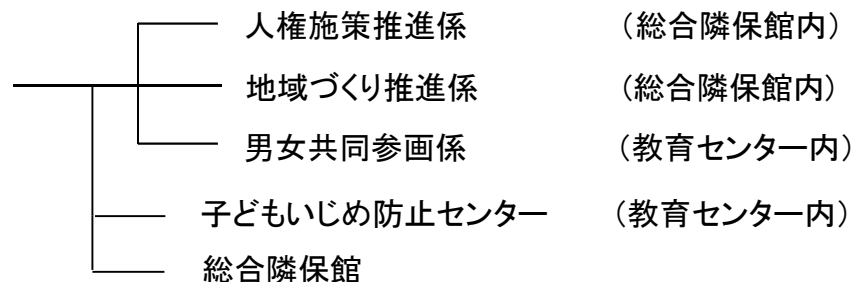 人権施策推進係 （総合隣保館内）
地域づくり推進係 （総合隣保館内）
男女共同参画係 （教育センター内）
子どもいじめ防止センター （教育センター内）
総合隣保館